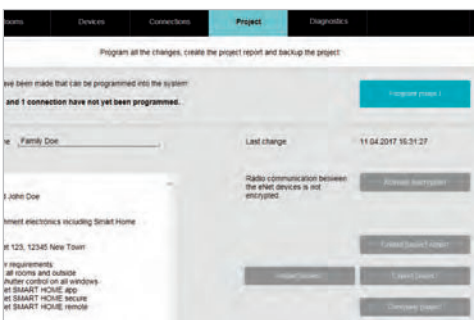 ooms Devices Connections Project Diagnostics
Program all the changes, create the project report and backup the project
ave been made that can be programmed into the system
and 1 connection have not yet been programmed.
Program project
me Family Doe Last change 11.04.2017 16:31:27
Radio communication between
the eNet devices is not
encrypted.
John Doe
nment electronics including Smart Home
et 123, 12345 New Town
r requirements:
all rooms and outside
hutter control on all windows
et SMART HOME app
et SMART HOME secure
et SMART HOME remote
Export project